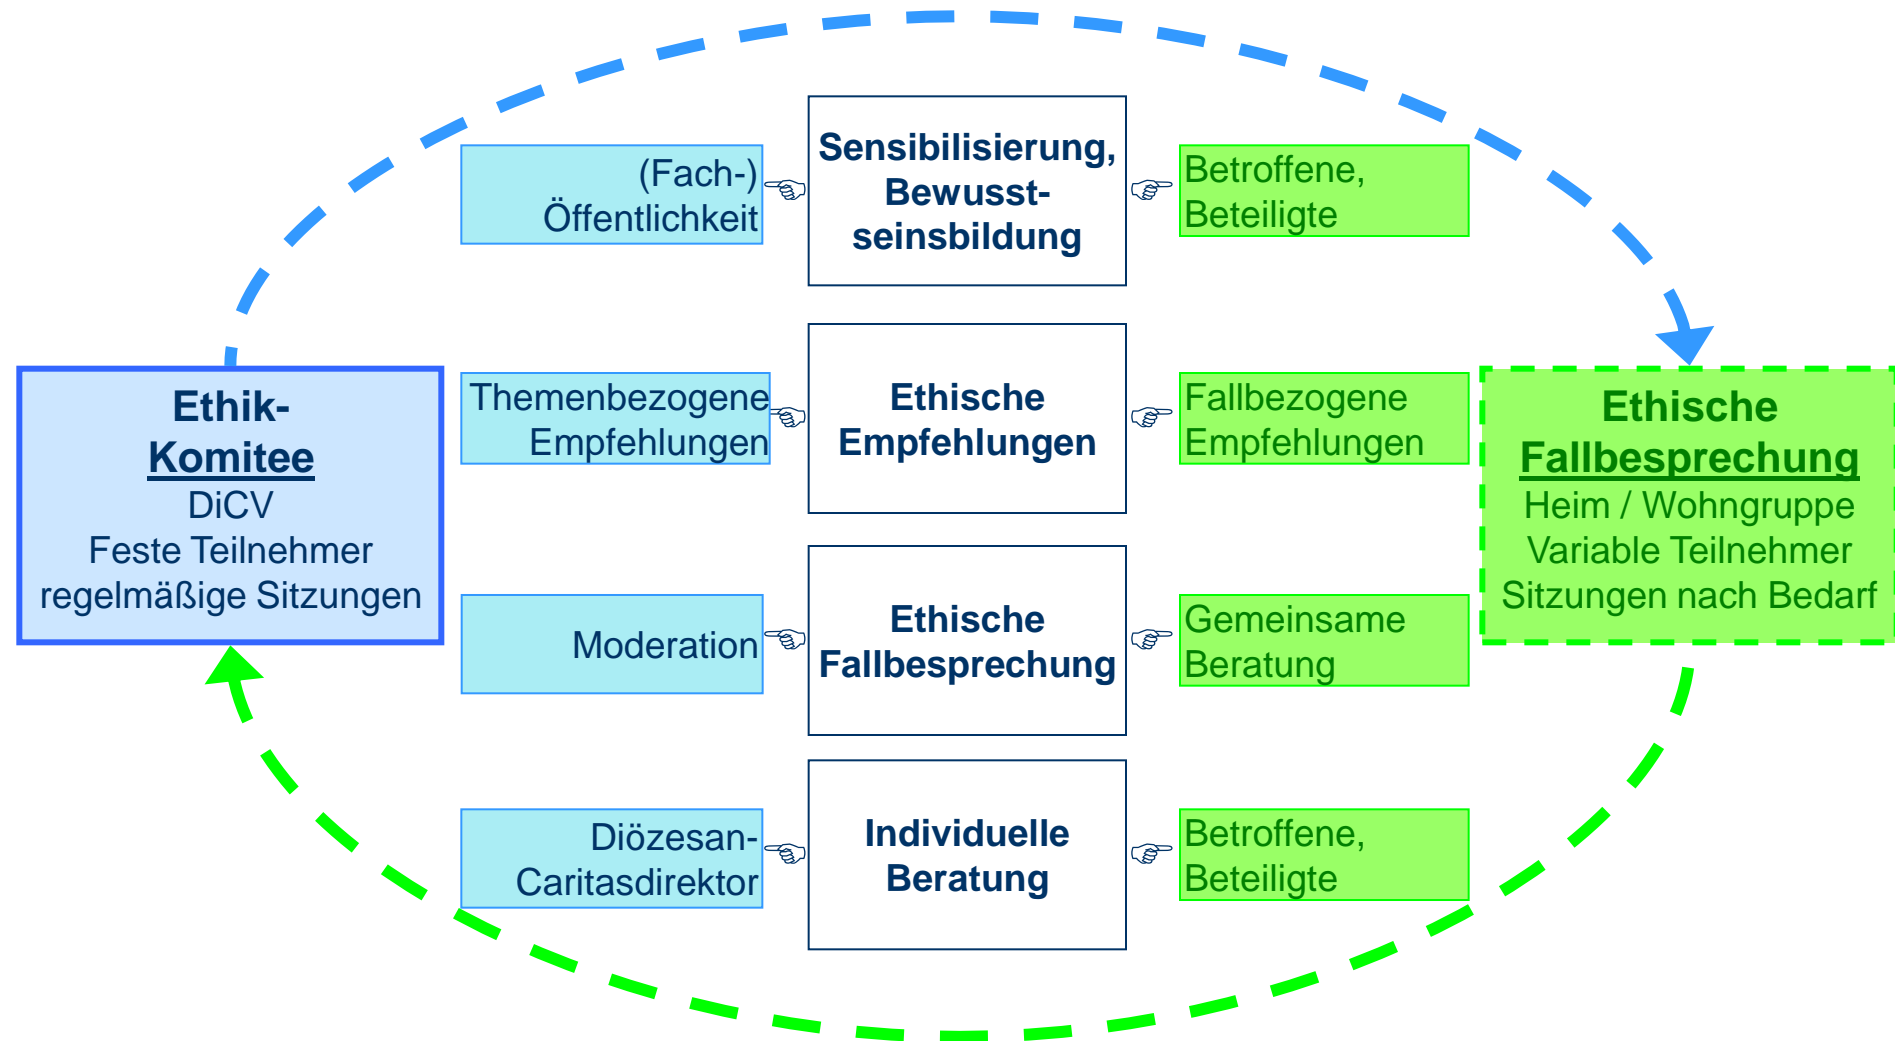 Ethik-
Komitee
DiCV
Feste Teilnehmer
regelmäßige Sitzungen
(Fach-)
Öffentlichkeit
Sensibilisierung,
Bewusst-
seinsbildung
Betroffene,
Beteiligte
Themenbezogene
Empfehlungen
Ethische
Empfehlungen
Fallbezogene
Empfehlungen
Moderation
Ethische
Fallbesprechung
Gemeinsame
Beratung
Diözesan-
Caritasdirektor
Individuelle
Beratung
Betroffene,
Beteiligte
Ethische
Fallbesprechung
Heim / Wohngruppe
Variable Teilnehmer
Sitzungen nach Bedarf